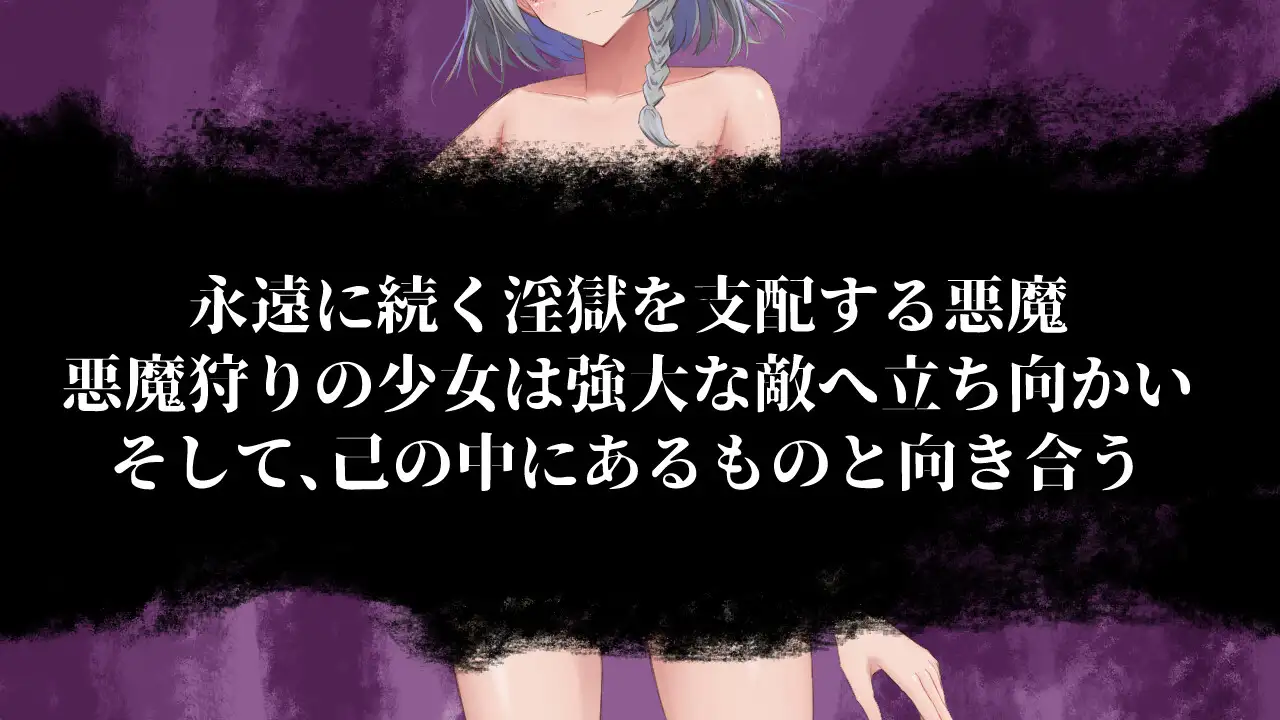 永遠に続く淫獄を支配する悪魔
悪魔狩りの少女は強大な敵へ立ち向かい
そして、己の中にあるものと向き合う